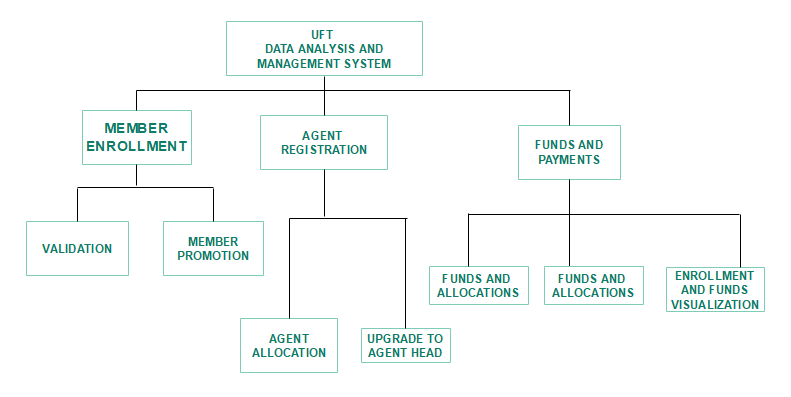 UFT
DATA ANALYSIS AND
MANAGEMENT SYSTEM
MEMBER
ENROLLMENT
AGENT
REGISTRATION
FUNDS AND
PAYMENTS
VALIDATION
MEMBER
PROMOTION
FUNDS AND
ALLOCATIONS
FUNDS AND
ALLOCATIONS
ENROLLMENT
AND FUNDS
VISUALIZATION
AGENT
ALLOCATION
UPGRADE TO
AGENT HEAD